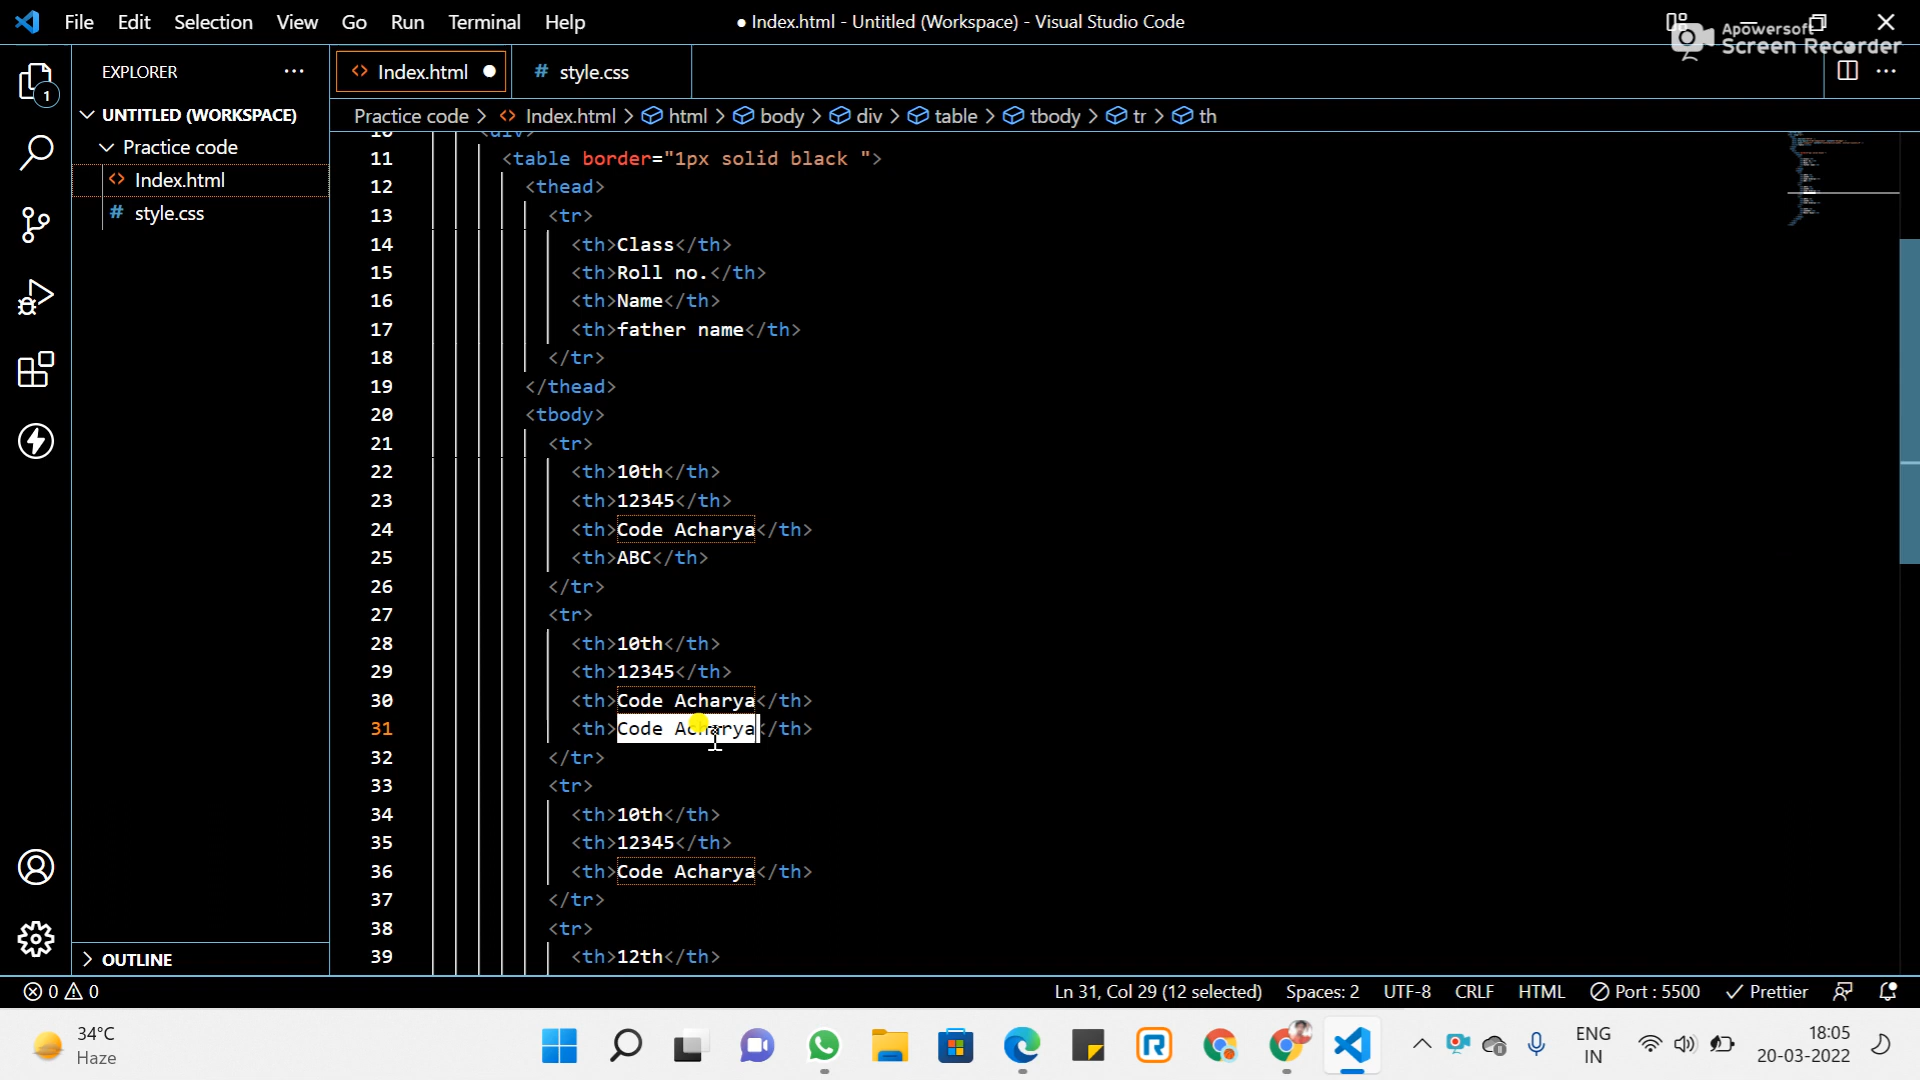 File Edit Selection View Go Run Terminal Help
● Index.html - Untitled (Workspace) - Visual Studio Code
Apowersoft
Screen Recorder
EXPLORER
1
UNTITLED (WORKSPACE)
Practice code
Index.html
style.css
OUTLINE
Index.html
style.css
Practice code > Index.html > html > body > div > table > tbody > tr > th
10 <div>
11 <table border="1px solid black ">
12 <thead>
13 <tr>
14 <th>Class</th>
15 <th>Roll no.</th>
16 <th>Name</th>
17 <th>father name</th>
18 </tr>
19 </thead>
20 <tbody>
21 <tr>
22 <th>10th</th>
23 <th>12345</th>
24 <th>Code Acharya</th>
25 <th>ABC</th>
26 </tr>
27 <tr>
28 <th>10th</th>
29 <th>12345</th>
30 <th>Code Acharya</th>
31 <th>Code Acharya</th>
32 </tr>
33 <tr>
34 <th>10th</th>
35 <th>12345</th>
36 <th>Code Acharya</th>
37 </tr>
38 <tr>
39 <th>12th</th>
0 0
Ln 31, Col 29 (12 selected) Spaces: 2 UTF-8 CRLF HTML Port : 5500 Prettier
34°C
Haze
ENG
IN
18:05
20-03-2022